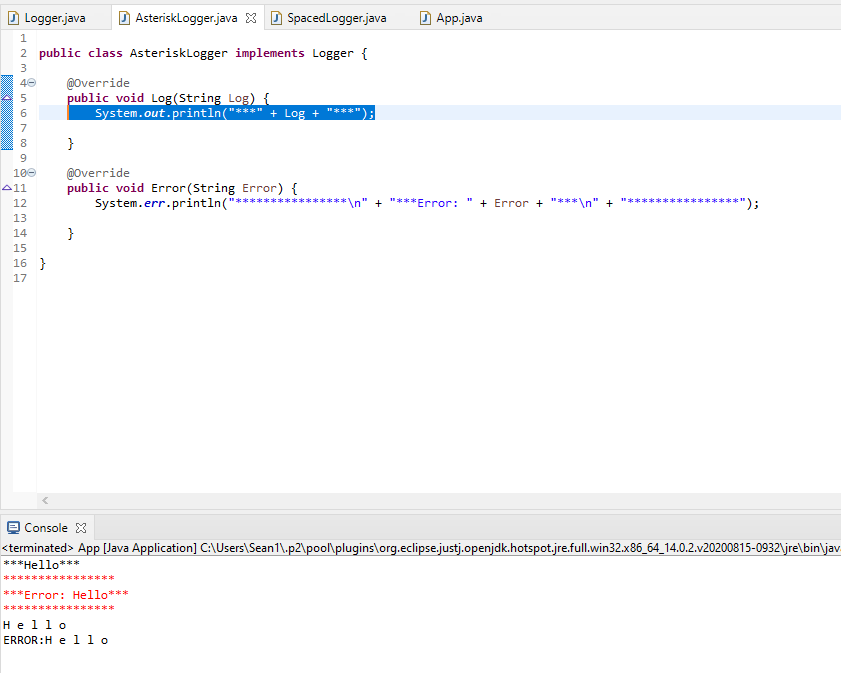 Logger.java AsteriskLogger.java SpacedLogger.java App.java
1
2 public class AsteriskLogger implements Logger {
3
4 @Override
5 public void Log(String Log) {
6 System.out.println("***" + Log + "***");
7
8 }
9
10 @Override
11 public void Error(String Error) {
12 System.err.println("****************\n" + "***Error: " + Error + "***\n" + "****************");
13
14 }
15
16 }
17
Console
<terminated> App [Java Application] C:\Users\Sean1\.p2\pool\plugins\org.eclipse.justj.openjdk.hotspot.jre.full.win32.x86_64_14.0.2.v20200815-0932\jre\bin\java
***Hello***
****************
***Error: Hello***
****************
H e l l o
ERROR:H e l l o